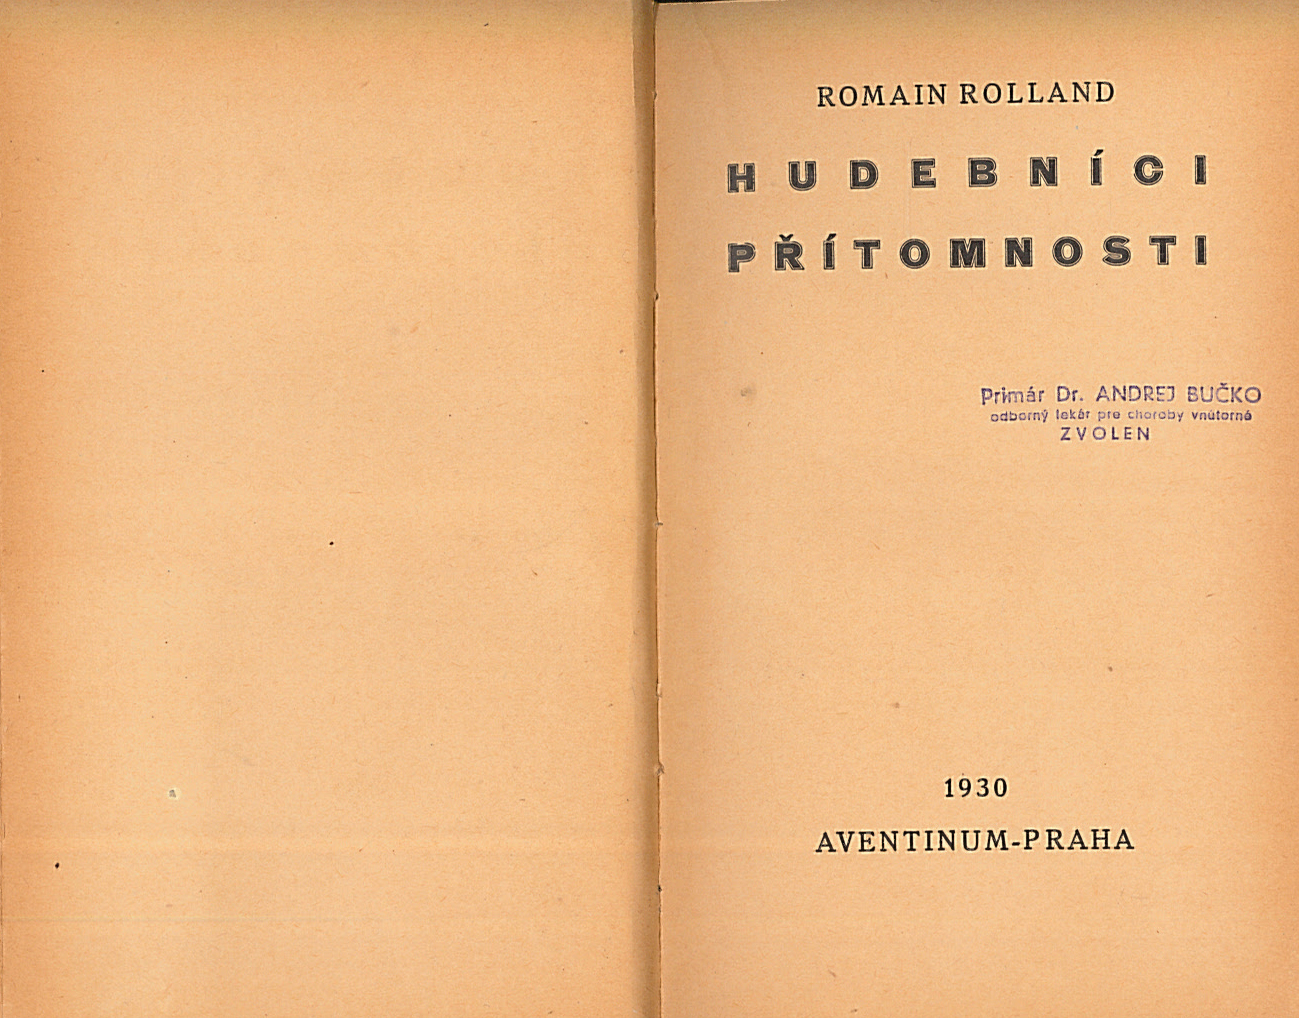 ROMAIN ROLLAND
HUDEBNÍCI
PŘÍTOMNOSTI
Primár Dr. ANDREJ BUČKO
odborný lekár pre choroby vnútorné
ZVOLEN
1930
AVENTINUM-PRAHA